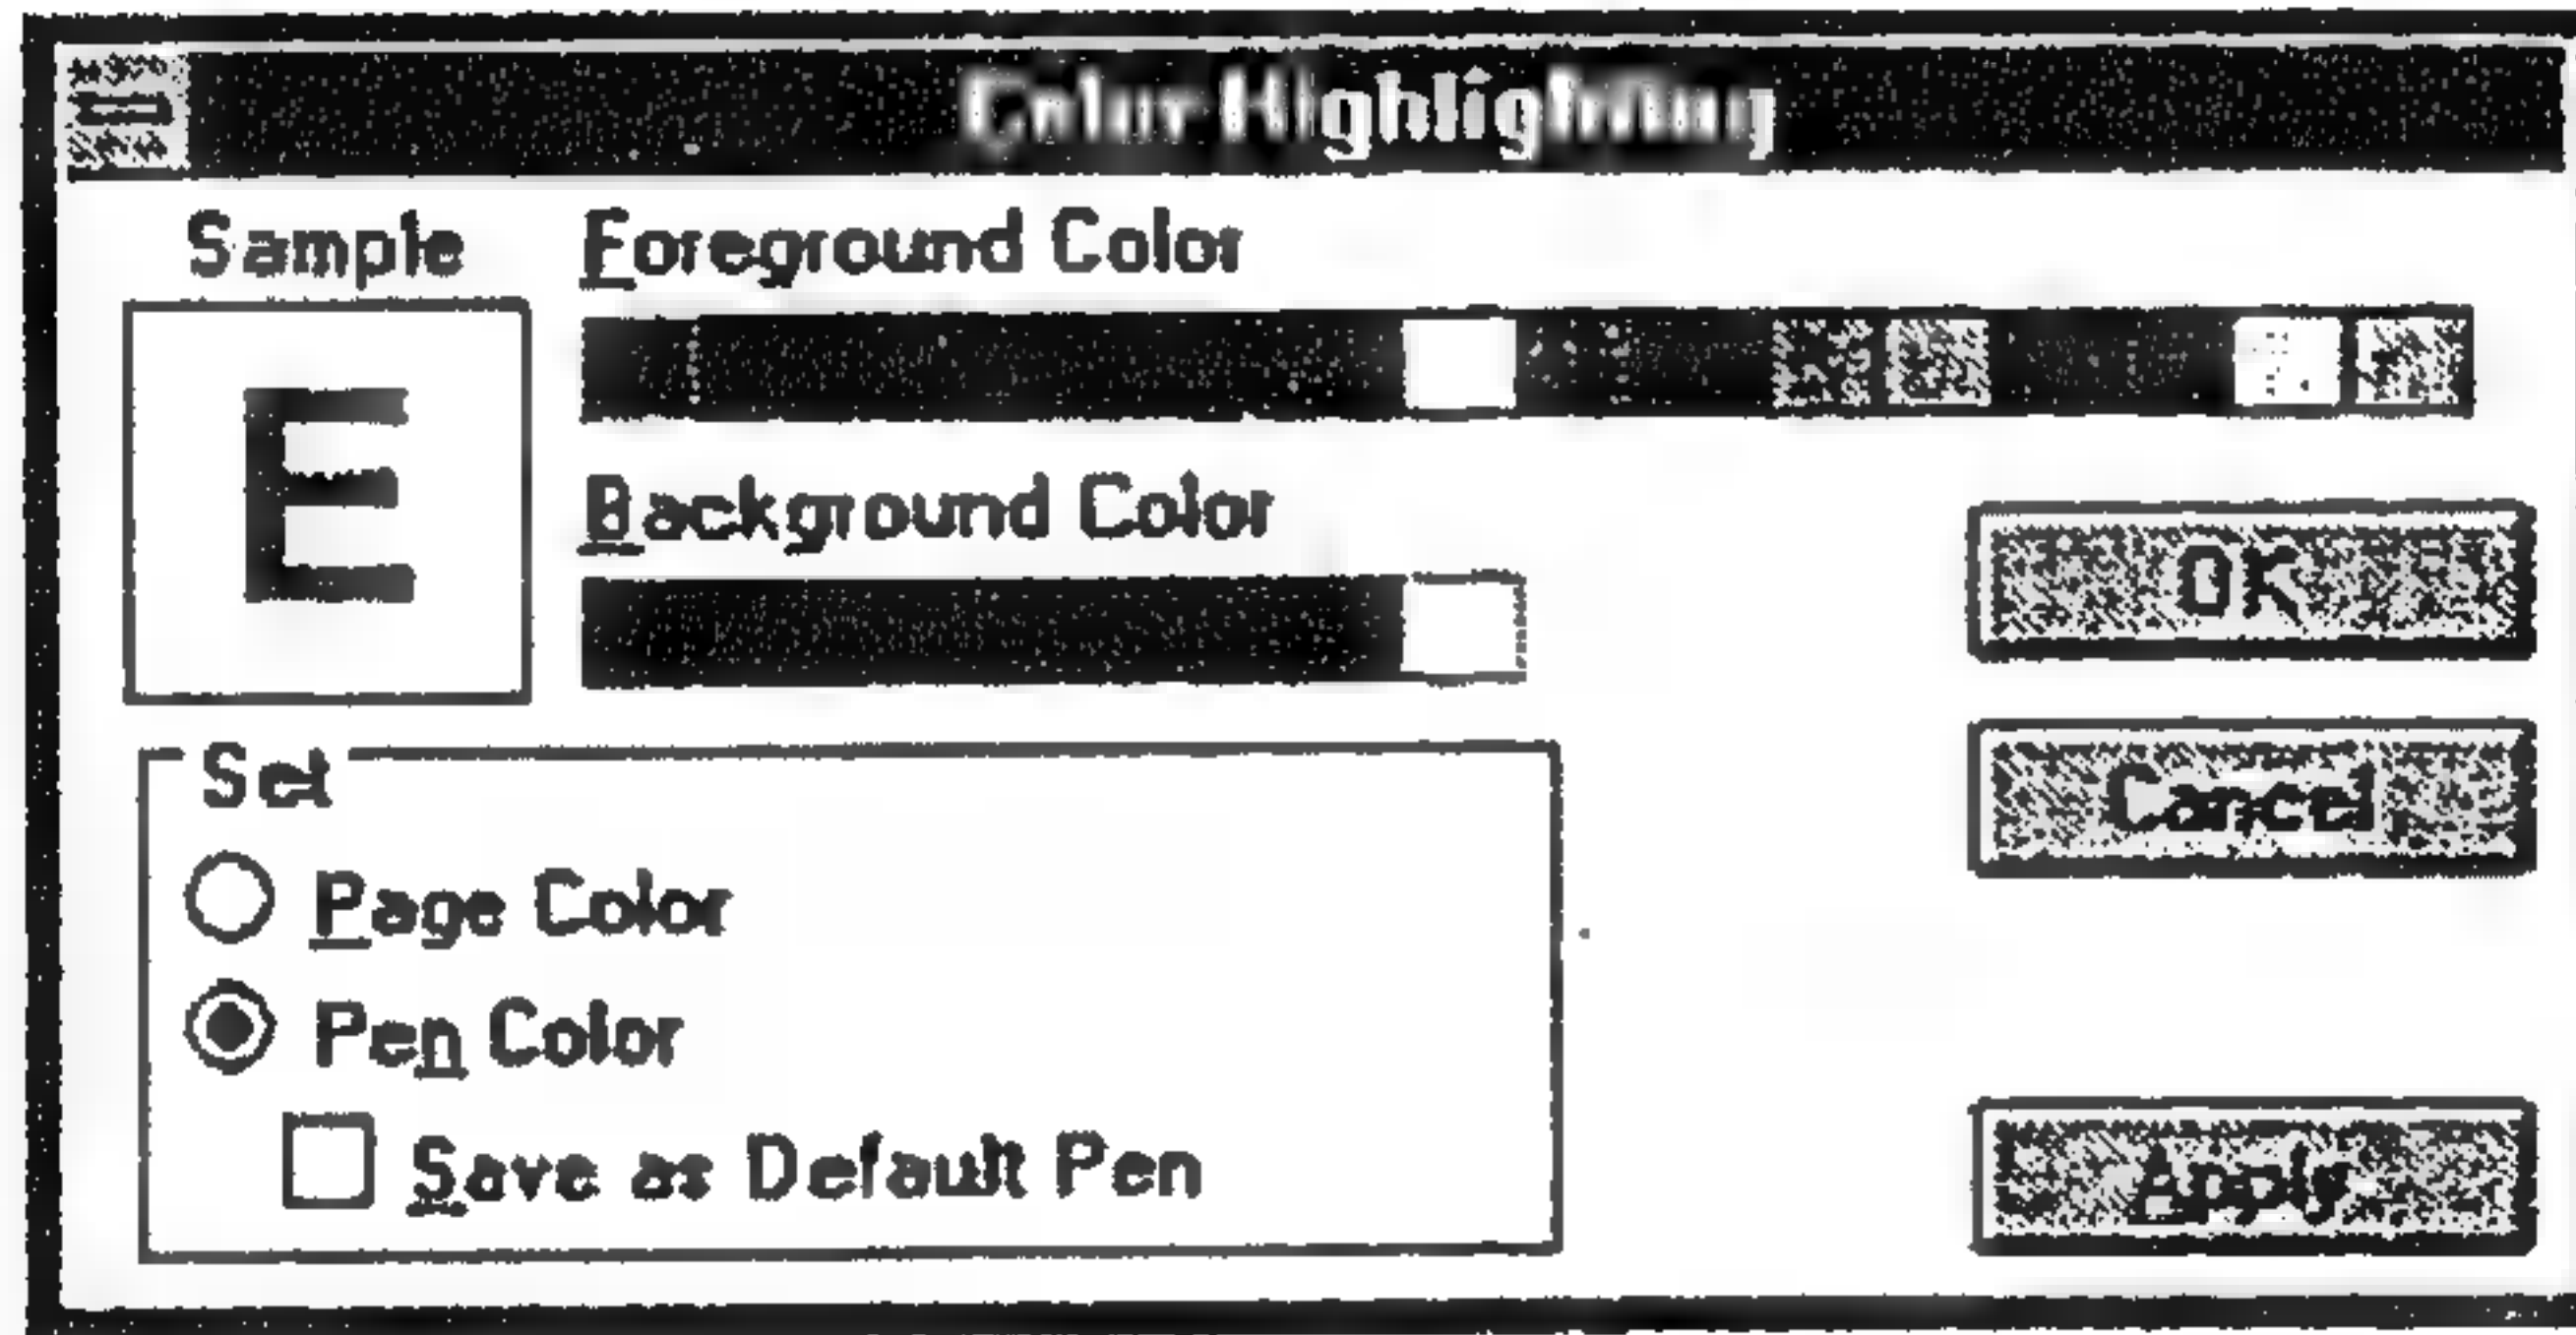 Color Highlighting
Sample
Foreground Color
E
Background Color
OK
Set
Cancel
Page Color
Pen Color
Save as Default Pen
Apply